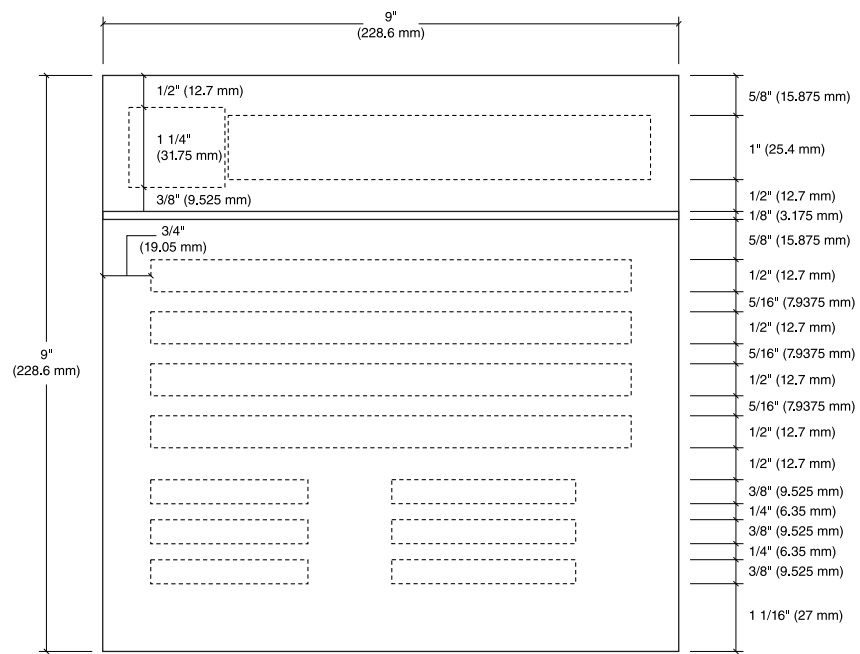 9"
(228.6 mm)
1/2" (12.7 mm)
1 1/4"
(31.75 mm)
3/8" (9.525 mm)
3/4"
(19.05 mm)
9"
(228.6 mm)
5/8" (15.875 mm)
1" (25.4 mm)
1/2" (12.7 mm)
1/8" (3.175 mm)
5/8" (15.875 mm)
1/2" (12.7 mm)
5/16" (7.9375 mm)
1/2" (12.7 mm)
5/16" (7.9375 mm)
1/2" (12.7 mm)
5/16" (7.9375 mm)
1/2" (12.7 mm)
1/2" (12.7 mm)
3/8" (9.525 mm)
1/4" (6.35 mm)
3/8" (9.525 mm)
1/4" (6.35 mm)
3/8" (9.525 mm)
1 1/16" (27 mm)